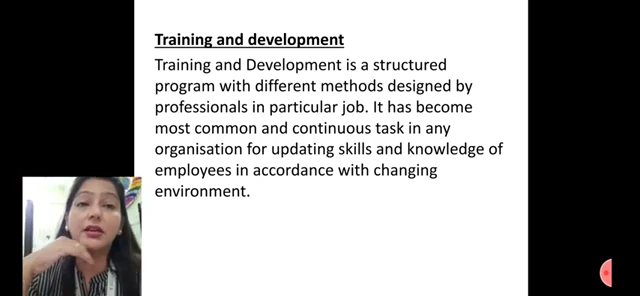 Training and development
Training and Development is a structured
program with different methods designed by
professionals in particular job. It has become
most common and continuous task in any
organisation for updating skills and knowledge of
employees in accordance with changing
environment.